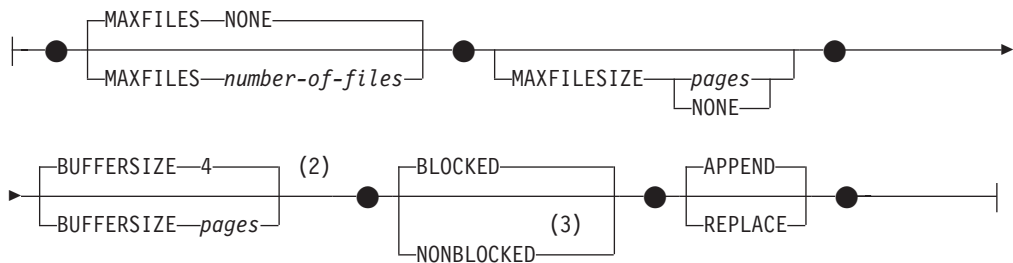 MAXFILES NONE
MAXFILES number-of-files
MAXFILESIZE pages
NONE
BUFFERSIZE 4 (2)
BUFFERSIZE pages
BLOCKED
(3)
NONBLOCKED
APPEND
REPLACE